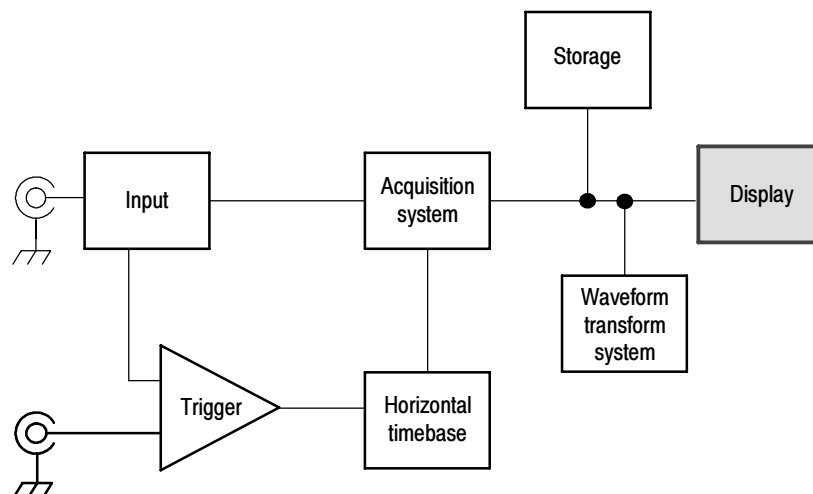 Storage
Input
Acquisition
system
Display
Waveform
transform
system
Trigger
Horizontal
timebase